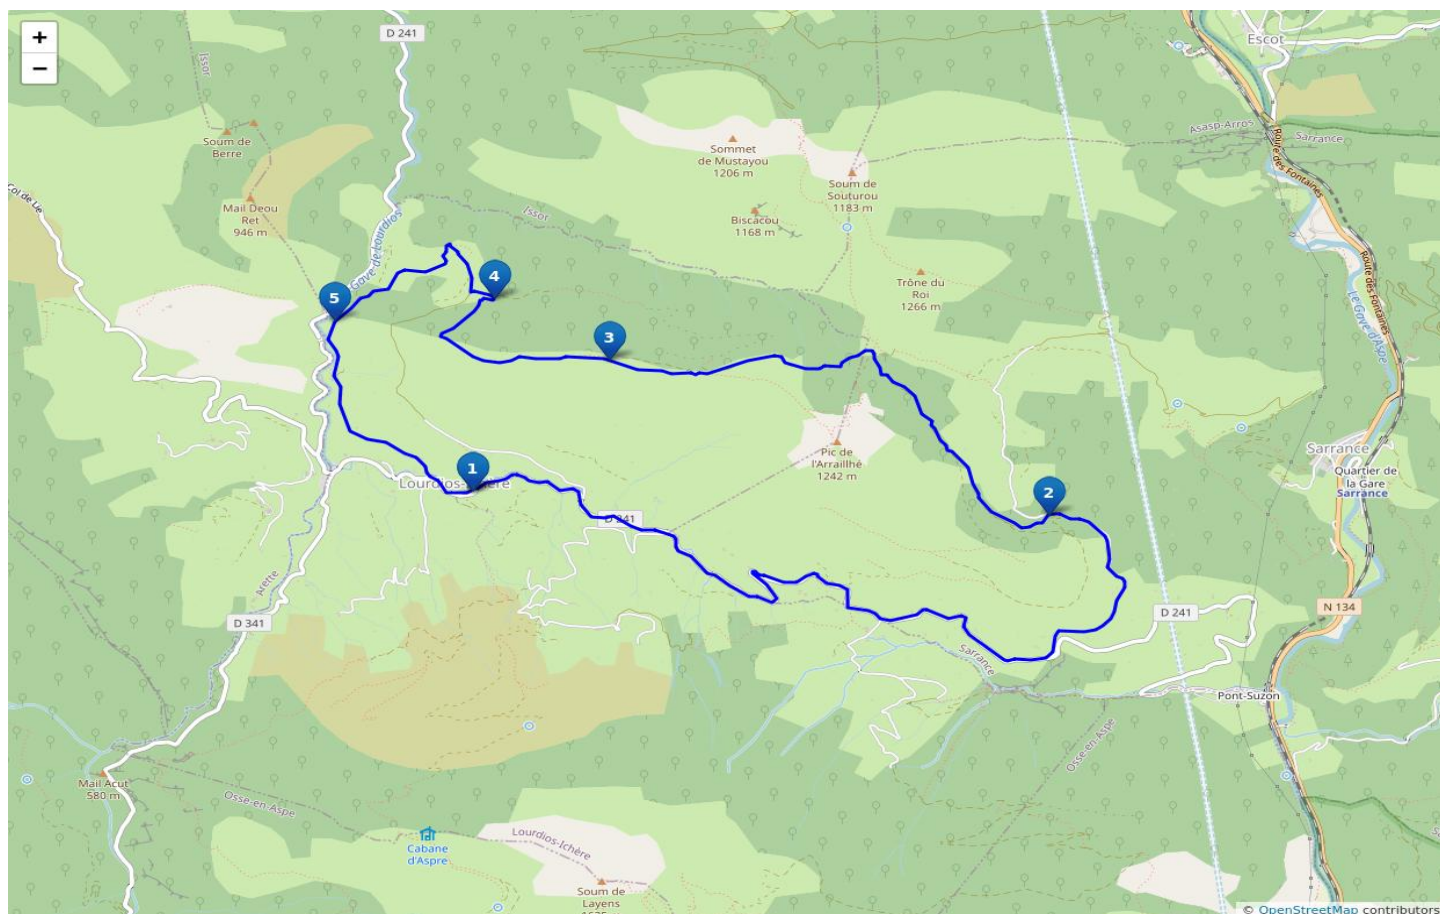 +
−
D 241
Issor
Escot
Soum de
Berre
Sommet
de Mustayou
1206 m
Asasp-Arros
Sarrance
Route des Fontaines
Col de Lie
Mail Deou
Ret
946 m
Gave de Lourdios
Issor
Biscacou
1168 m
Soum de
Souturou
1183 m
Trône du
Roi
1266 m
Route des Fontaines
Le Gave d'Aspe
4
5
3
1
2
Lourdios-Ichère
Pic de
l'Arraillhé
1242 m
Sarrance
Quartier de
la Gare
Sarrance
D 241
Arette
D 341
D 241
N 134
Sarrance
Pont-Suzon
Osse-en-Aspe
Mail Acut
580 m
Osse-en-Aspe
Lourdios-Ichère
Cabane
d'Aspre
Soum de
Layens
© OpenStreetMap contributors